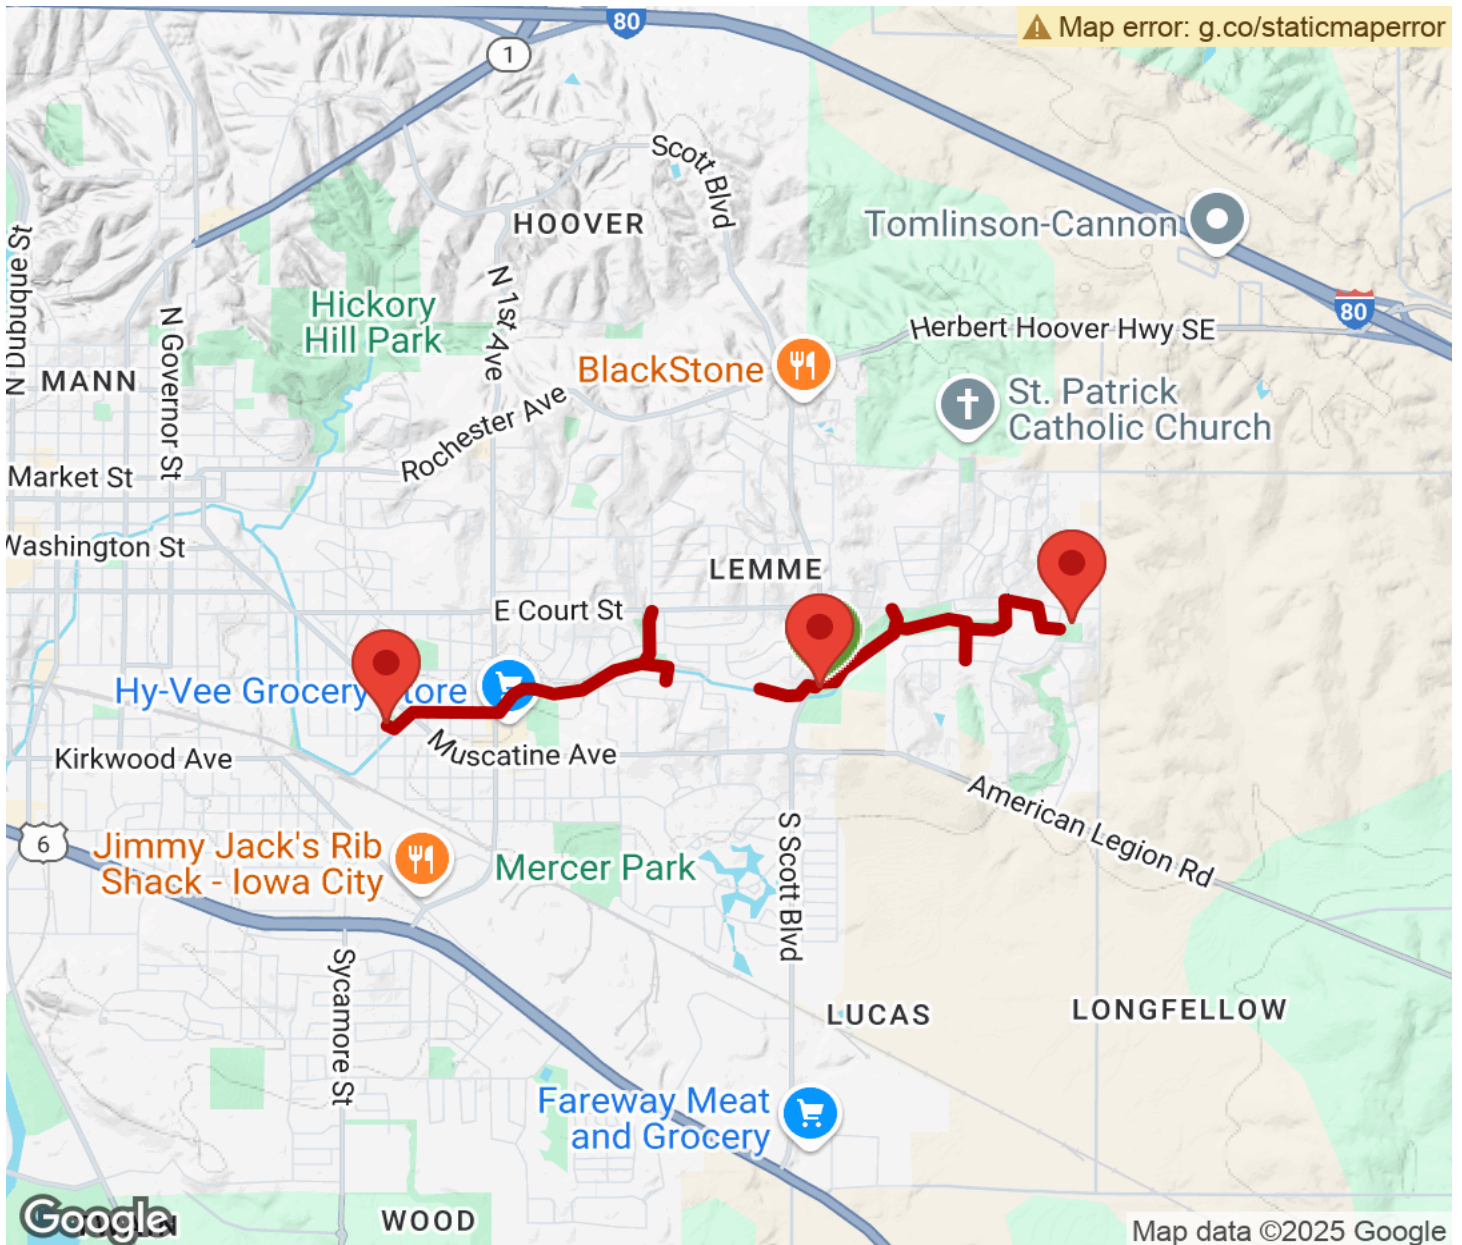 80
Map error: g.co/staticmaperror
1
Scott Blvd
HOOVER
Tomlinson-Cannon
N Dubuque St
N 1st Ave
Hickory
Hill Park
80
N Governor St
Herbert Hoover Hwy SE
BlackStone
MANN
St. Patrick
Catholic Church
Rochester Ave
Market St
Washington St
LEMME
E Court St
Hy-Vee Grocery Store
Muscatine Ave
Kirkwood Ave
American Legion Rd
6
Jimmy Jack's Rib
Shack - Iowa City
Mercer Park
S Scott Blvd
Sycamore St
LUCAS
LONGFELLOW
Fareway Meat
and Grocery
WOOD
Google
Map data ©2025 Google